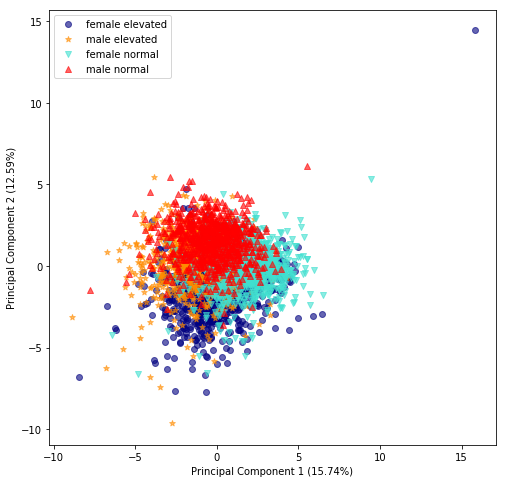 female elevated
male elevated
female normal
male normal
15
10
5
0
−5
−10
Principal Component 2 (12.59%)
−10 −5 0 5 10 15
Principal Component 1 (15.74%)